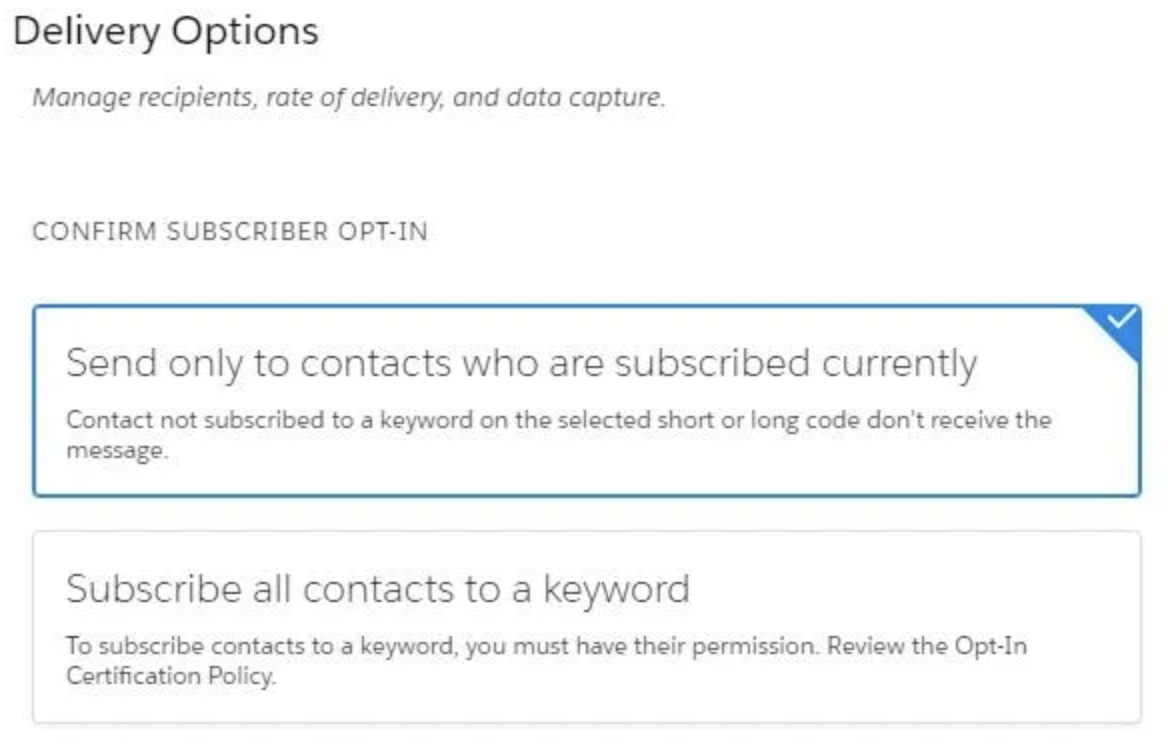 Delivery Options
Manage recipients, rate of delivery, and data capture.
CONFIRM SUBSCRIBER OPT-IN
Send only to contacts who are subscribed currently
Contact not subscribed to a keyword on the selected short or long code don't receive the
message.
Subscribe all contacts to a keyword
To subscribe contacts to a keyword, you must have their permission. Review the Opt-In
Certification Policy.